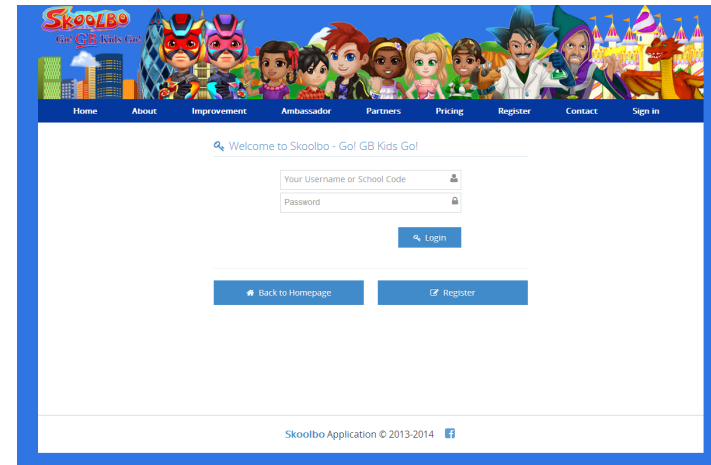 SKOOLBO
Go! GB Kids Go!
Home About Improvement Ambassador Partners Pricing Register Contact Sign in
Welcome to Skoolbo - Go! GB Kids Go!
Your Username or School Code
Password
Login
Back to Homepage Register
Skoolbo Application © 2013-2014